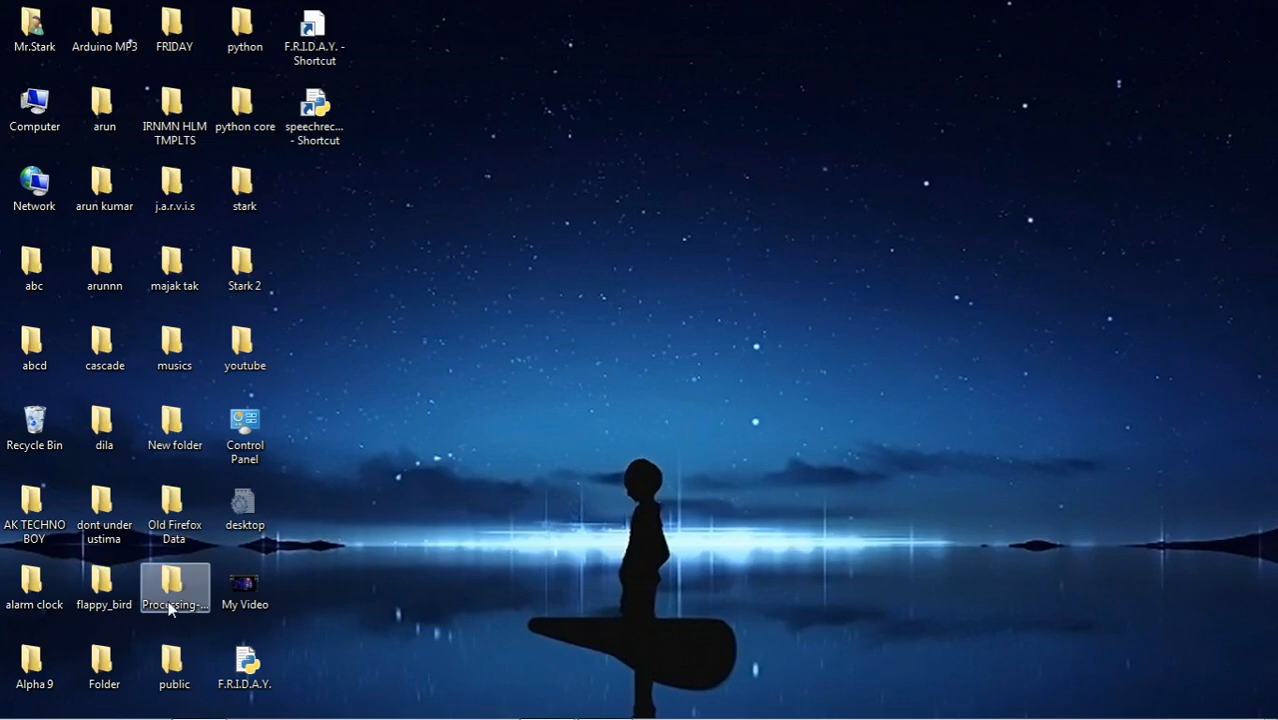 Mr.Stark
Arduino MP3
FRIDAY
python
F.R.I.D.A.Y. -
Shortcut
Computer
arun
IRNMN HLM
TMPLTS
python core
speechrec...
- Shortcut
Network
arun kumar
j.a.r.v.i.s
stark
abc
arunnn
majak tak
Stark 2
abcd
cascade
musics
youtube
Recycle Bin
dila
New folder
Control
Panel
AK TECHNO
BOY
dont under
ustima
Old Firefox
Data
desktop
alarm clock
flappy_bird
Processing-...
My Video
Alpha 9
Folder
public
F.R.I.D.A.Y.